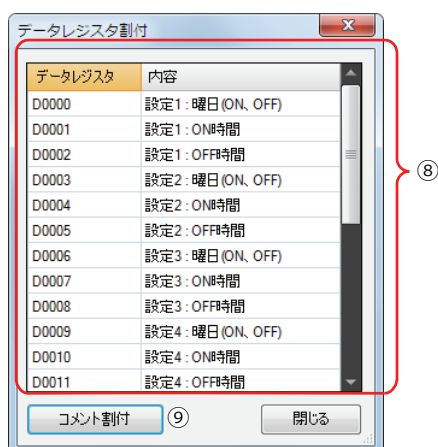 データレジスタ割付
データレジスタ 内容
D0000 設定1 : 曜日(ON、OFF)
D0001 設定1 : ON時間
D0002 設定1 : OFF時間
D0003 設定2 : 曜日(ON、OFF)
D0004 設定2 : ON時間
D0005 設定2 : OFF時間
D0006 設定3 : 曜日(ON、OFF)
D0007 設定3 : ON時間
D0008 設定3 : OFF時間
D0009 設定4 : 曜日(ON、OFF)
D0010 設定4 : ON時間
D0011 設定4 : OFF時間
⑧
コメント割付 ⑨ 閉じる